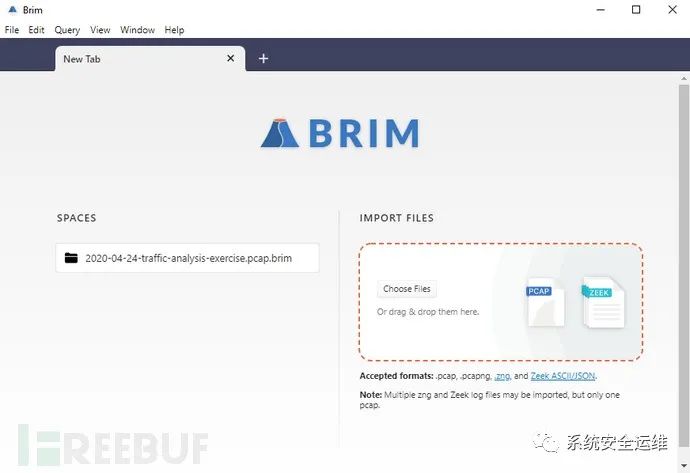 Brim
File Edit Query View Window Help
New Tab
BRIM
SPACES
2020-04-24-traffic-analysis-exercise.pcap.brim
IMPORT FILES
Choose Files
Or drag & drop them here.
PCAP
ZEEK
Accepted formats: .pcap, .pcapng, .zng, and Zeek ASCII/JSON.
Note: Multiple zng and Zeek log files may be imported, but only one
pcap.
FREEBUF
系统安全运维